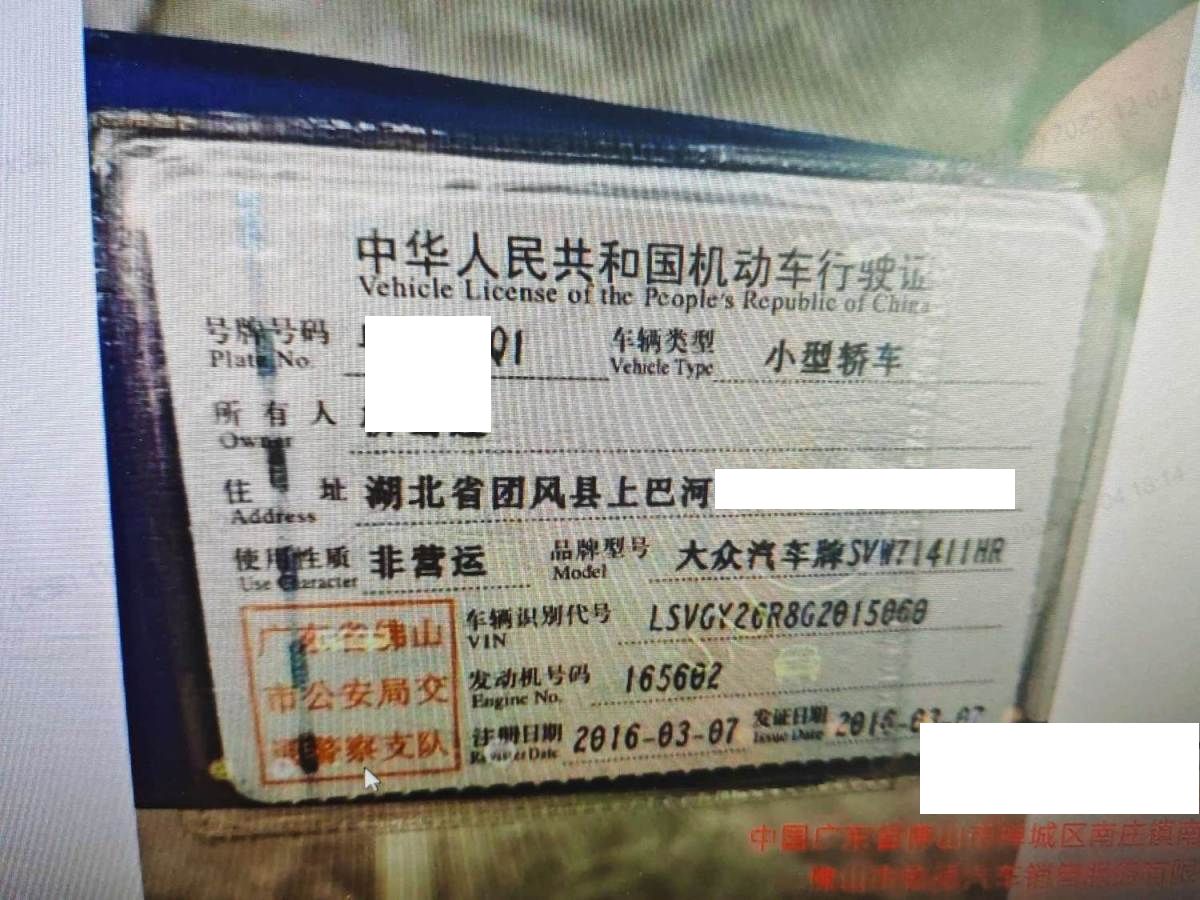 中华人民共和国机动车行驶证
Vehicle License of the People's Republic of China
号牌号码 Q1 车辆类型 小型轿车
Plate No. Vehicle Type
所有人
Owner
住址 湖北省团风县上巴河
Address
使用性质 非营运 品牌型号 大众汽车牌SVW71411HR
Use Character Model
车辆识别代号 LSVGY26R8G2015060
VIN
发动机号码 165602
Engine No.
注册日期 2016-03-07 发证日期 2016-03-07
Register Date Issue Date
广东省佛山
市公安局交
通警察支队
中国广东省佛山市禅城区南庄镇南